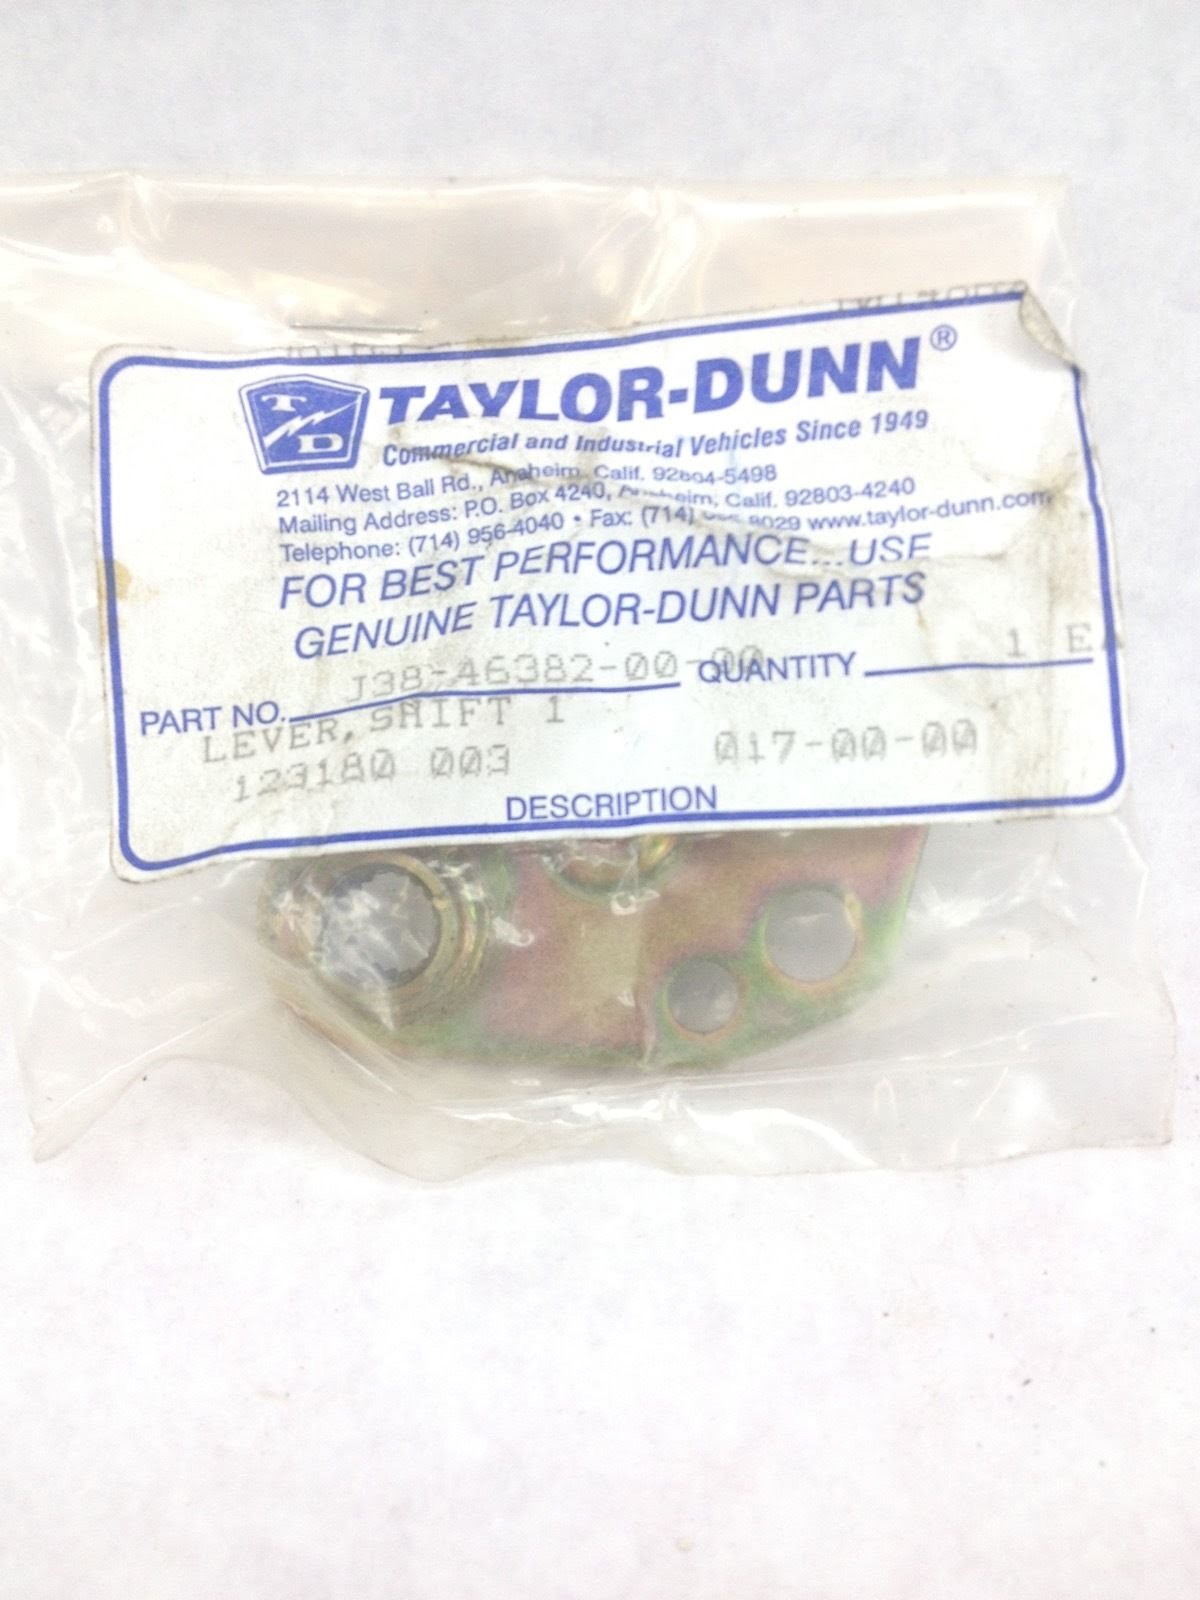 TD TAYLOR-DUNN®
Commercial and Industrial Vehicles Since 1949
2114 West Ball Rd., Anaheim, Calif. 92804-5498
Mailing Address: P.O. Box 4240, Anaheim, Calif. 92803-4240
Telephone: (714) 956-4040 • Fax: (714) 8029 www.taylor-dunn.com
FOR BEST PERFORMANCE...USE
GENUINE TAYLOR-DUNN PARTS
PART NO. J38-46382-00-00 QUANTITY 1 EA
LEVER, SHIFT 1
123180 003 017-00-00
DESCRIPTION